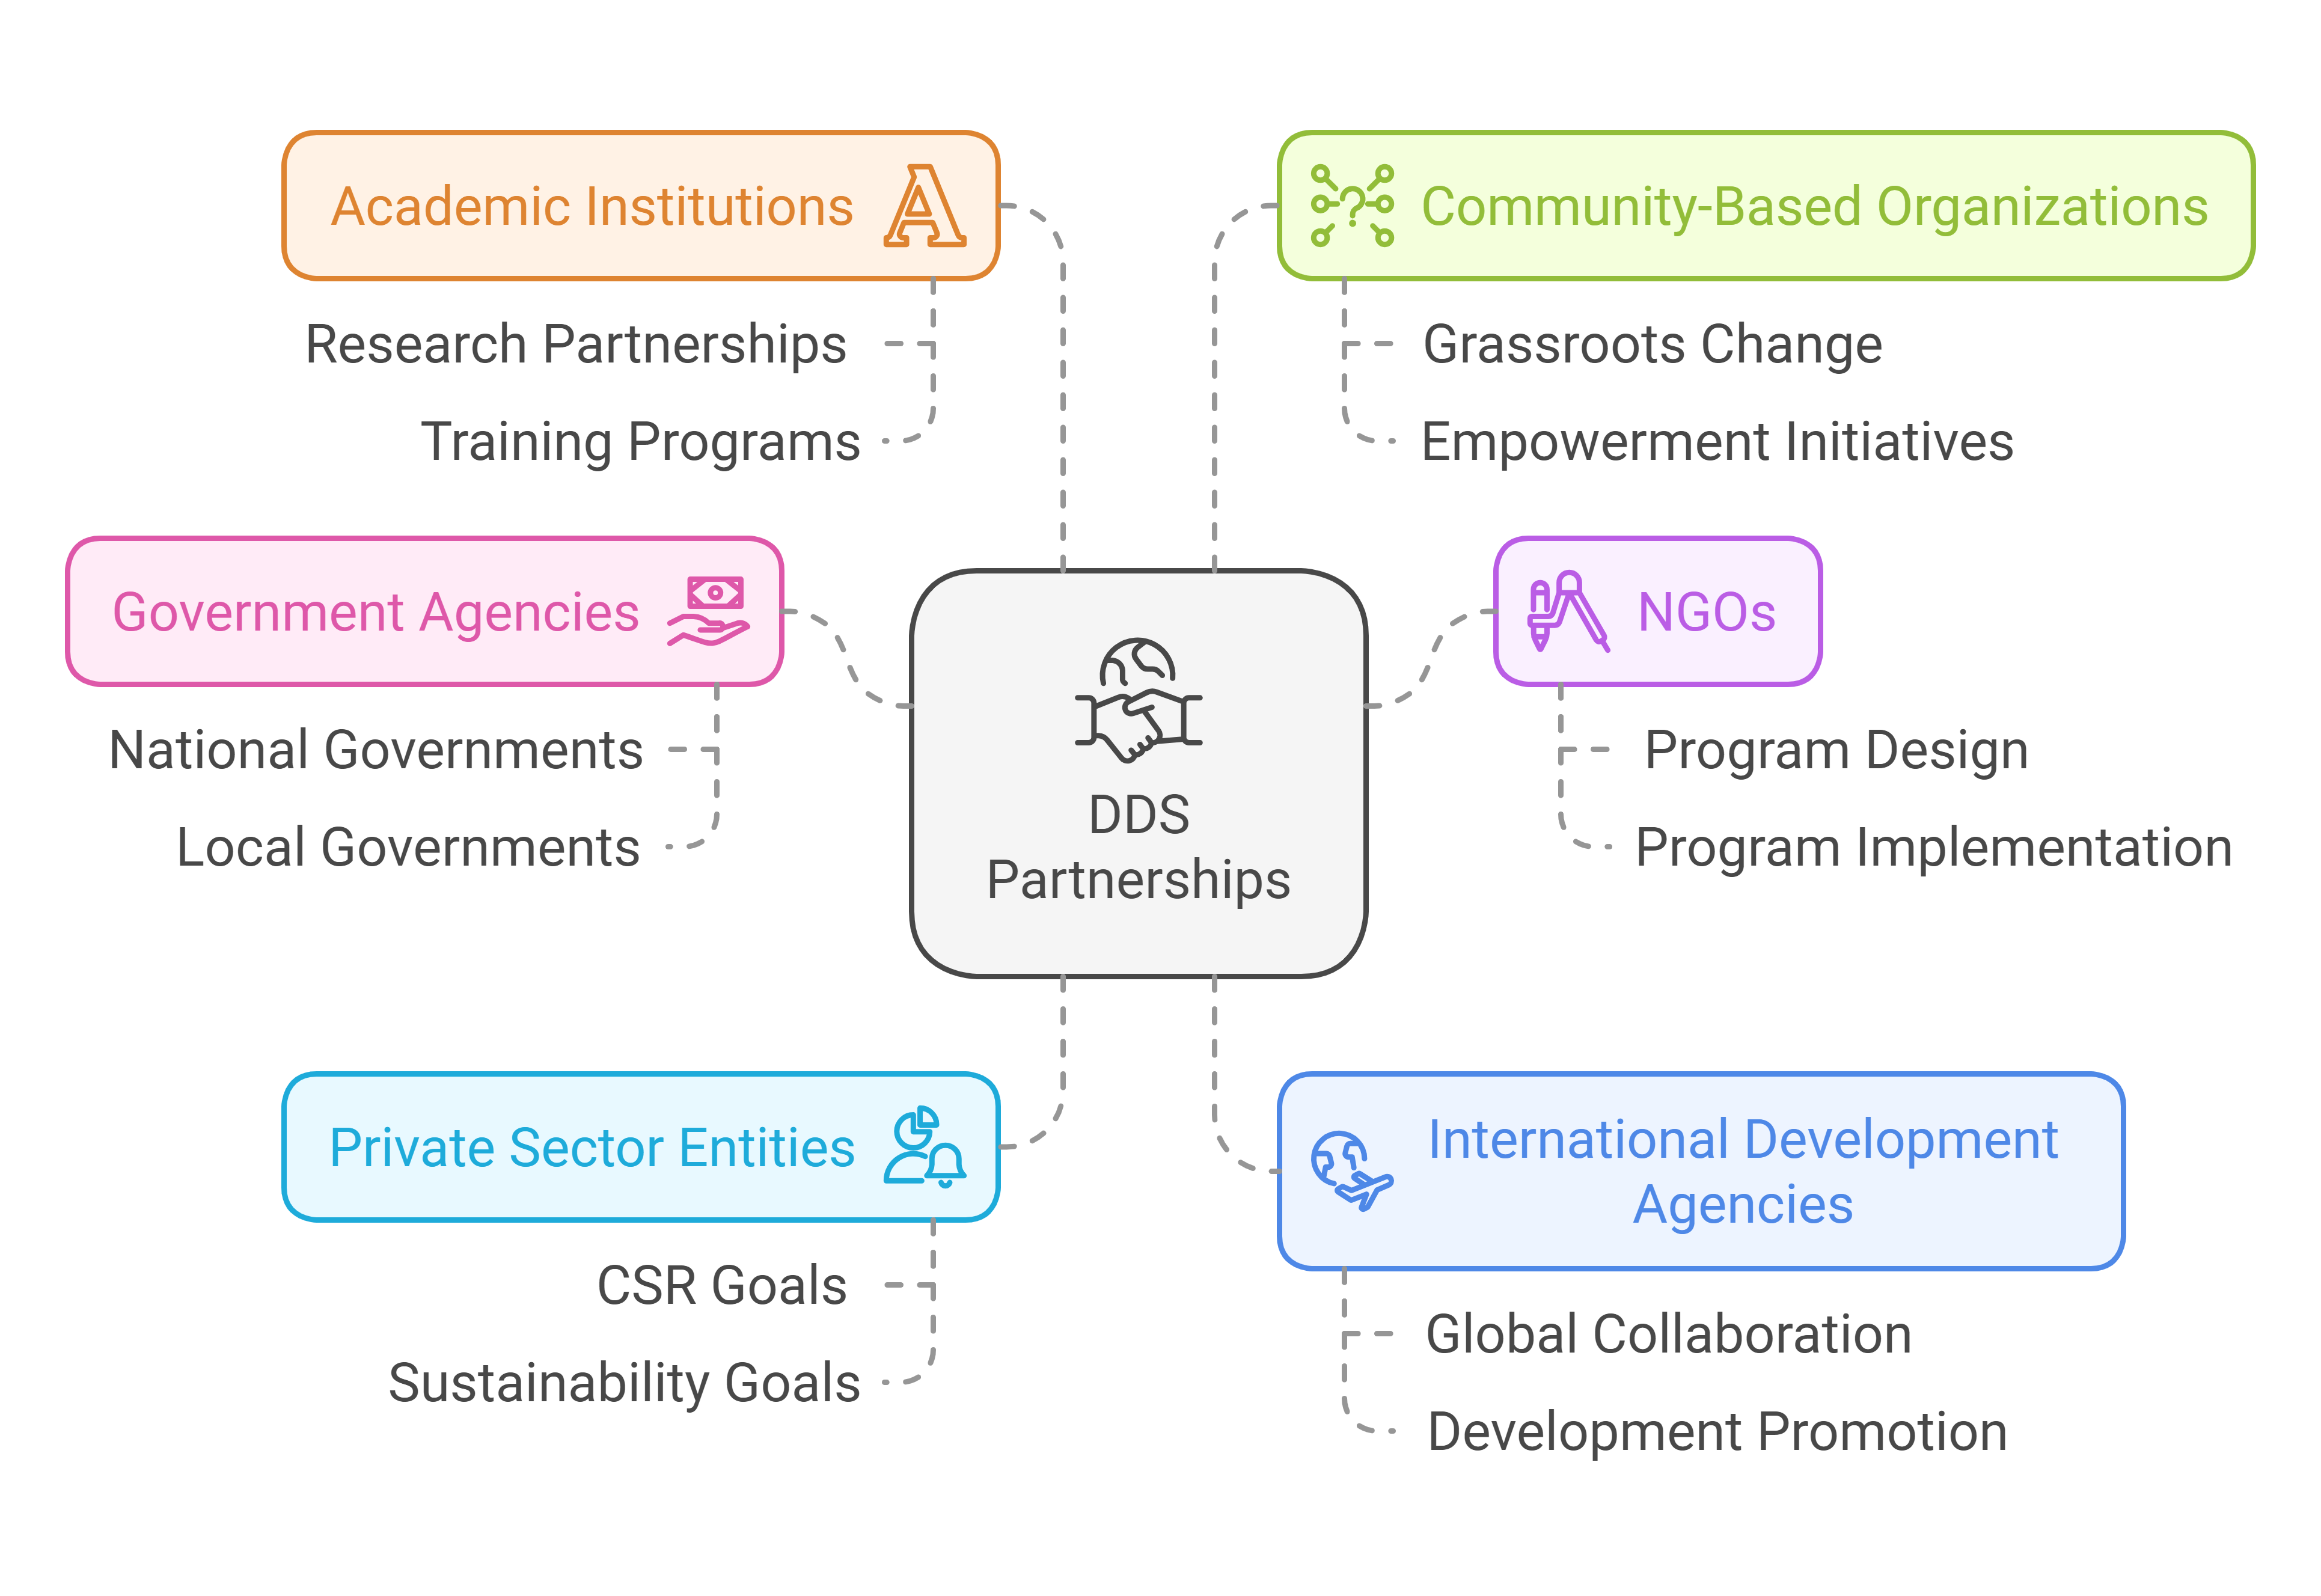 Academic Institutions
Research Partnerships
Training Programs
Community-Based Organizations
Grassroots Change
Empowerment Initiatives
Government Agencies
National Governments
Local Governments
DDS
Partnerships
NGOs
Program Design
Program Implementation
Private Sector Entities
CSR Goals
Sustainability Goals
International Development
Agencies
Global Collaboration
Development Promotion